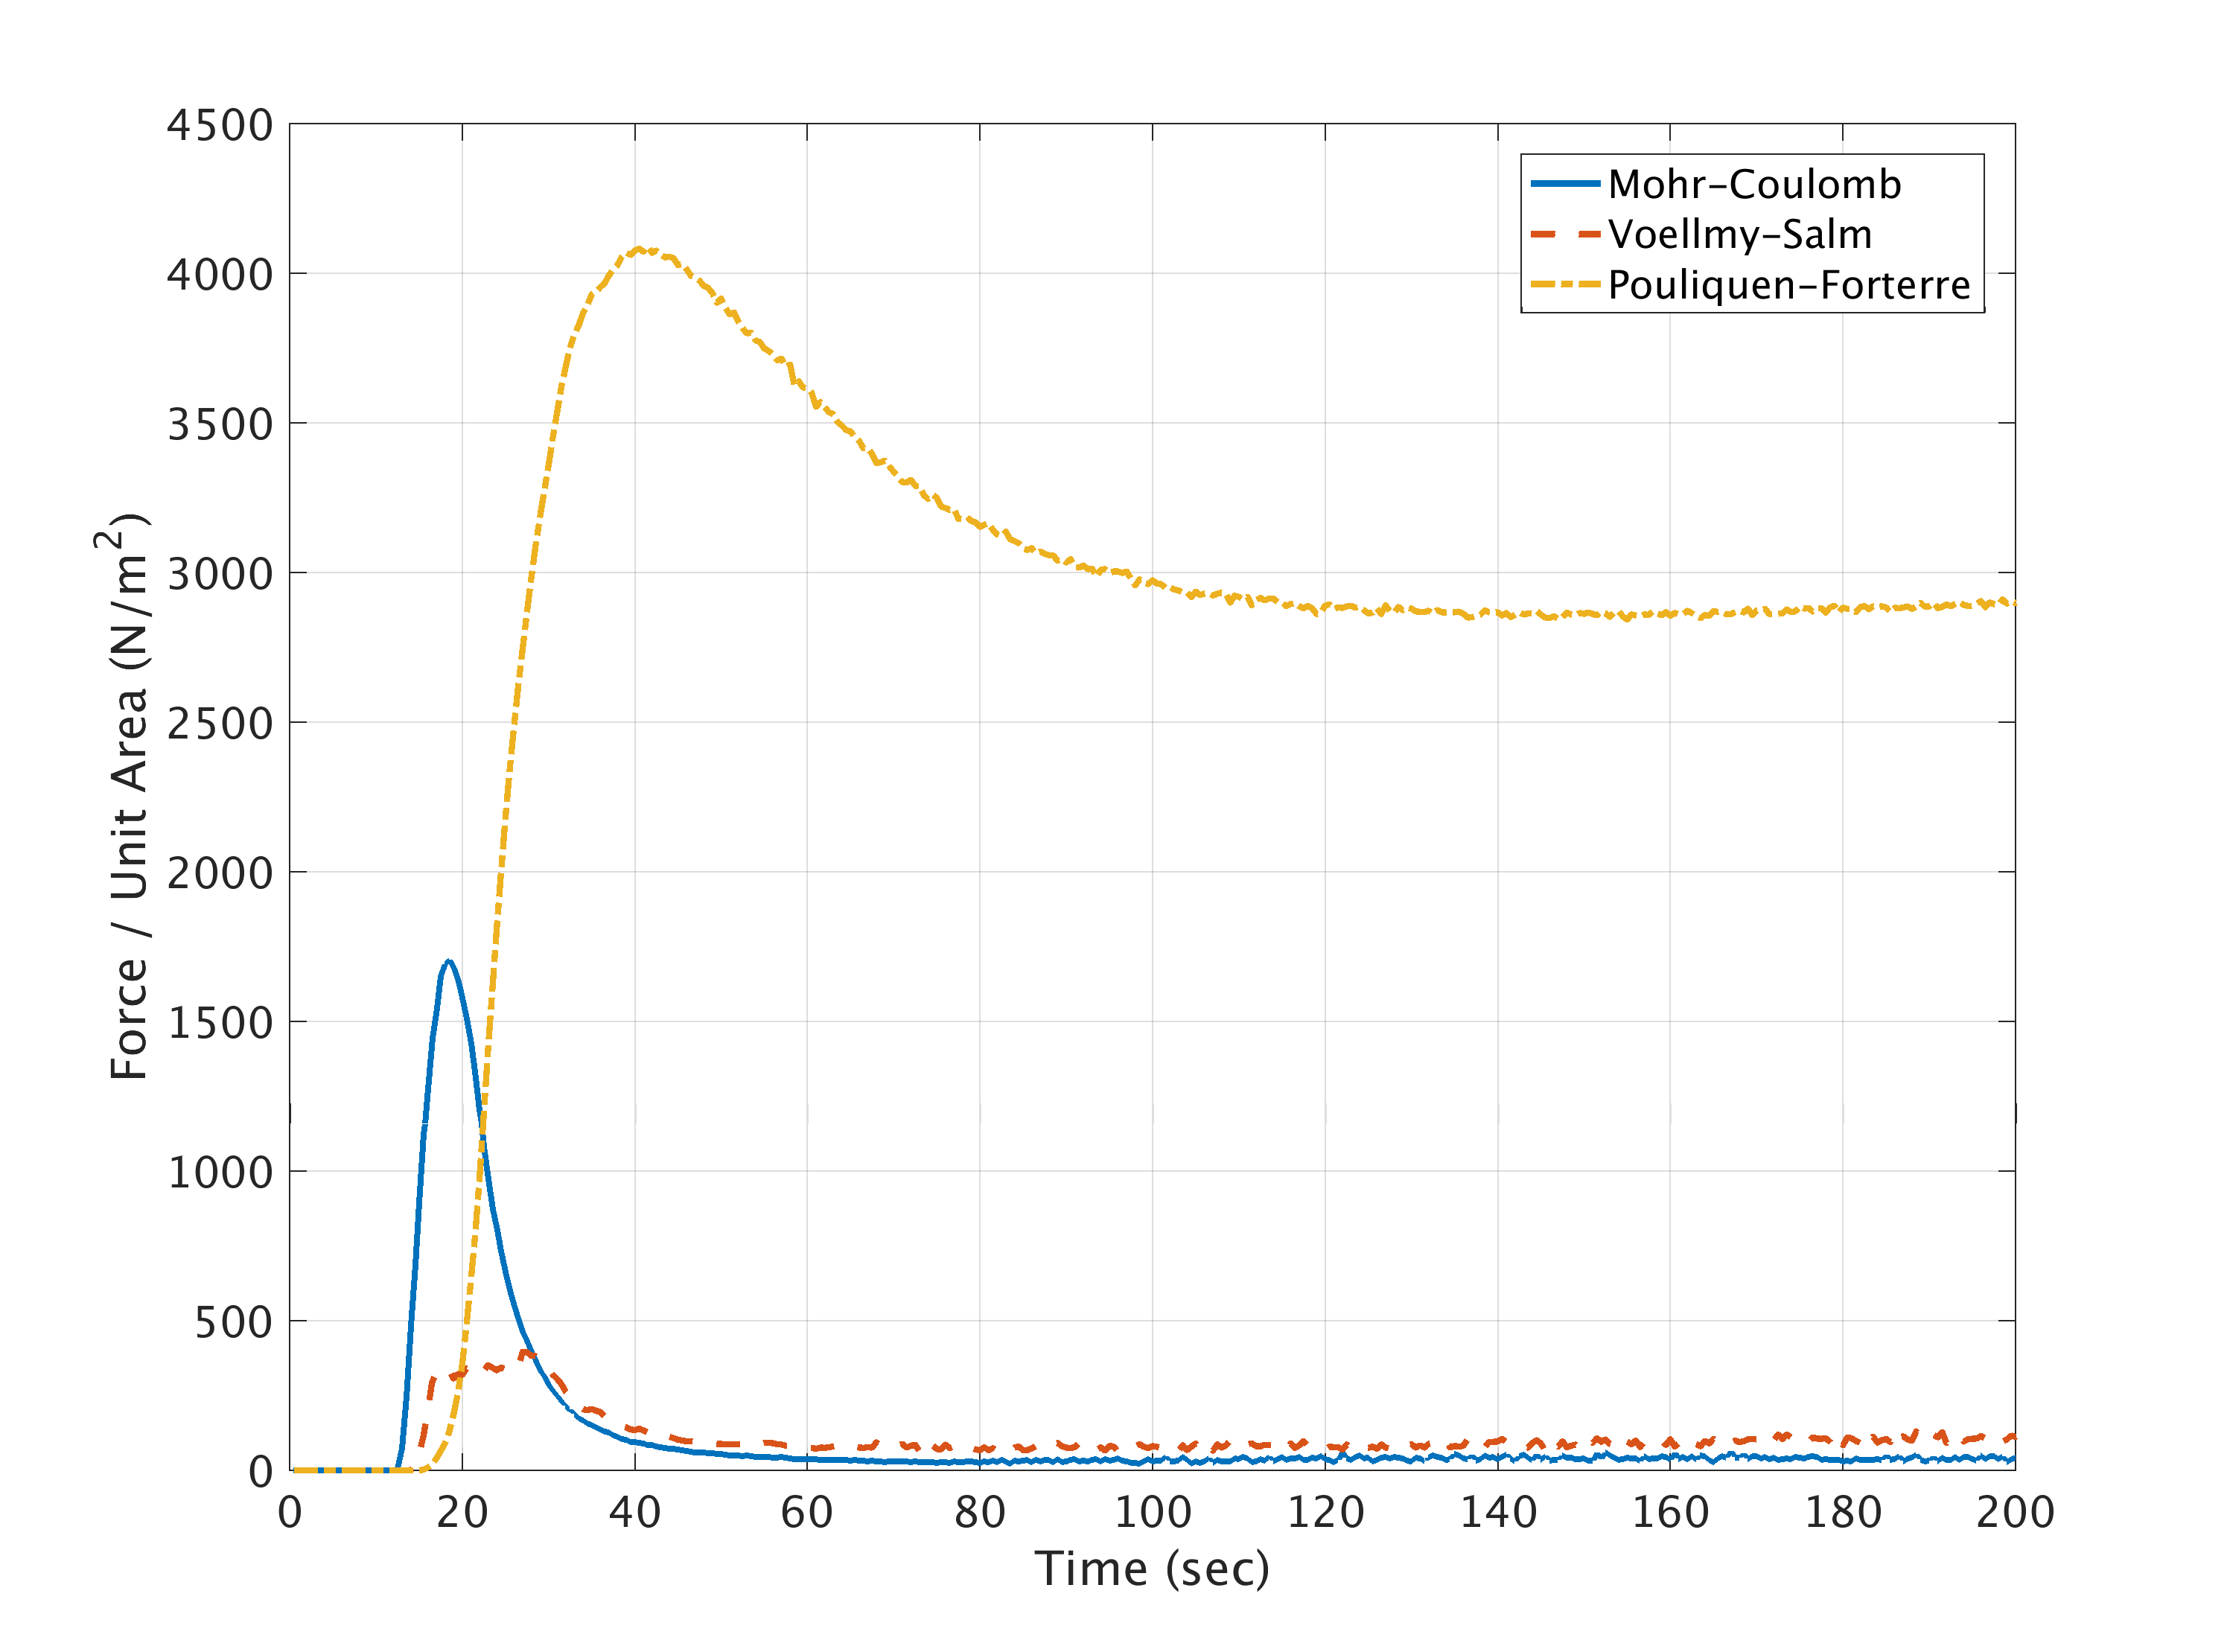 4500
4000
3500
3000
2500
2000
1500
1000
500
0
Force / Unit Area (N/m²)
Mohr-Coulomb
Voellmy-Salm
Pouliquen-Forterre
0 20 40 60 80 100 120 140 160 180 200
Time (sec)